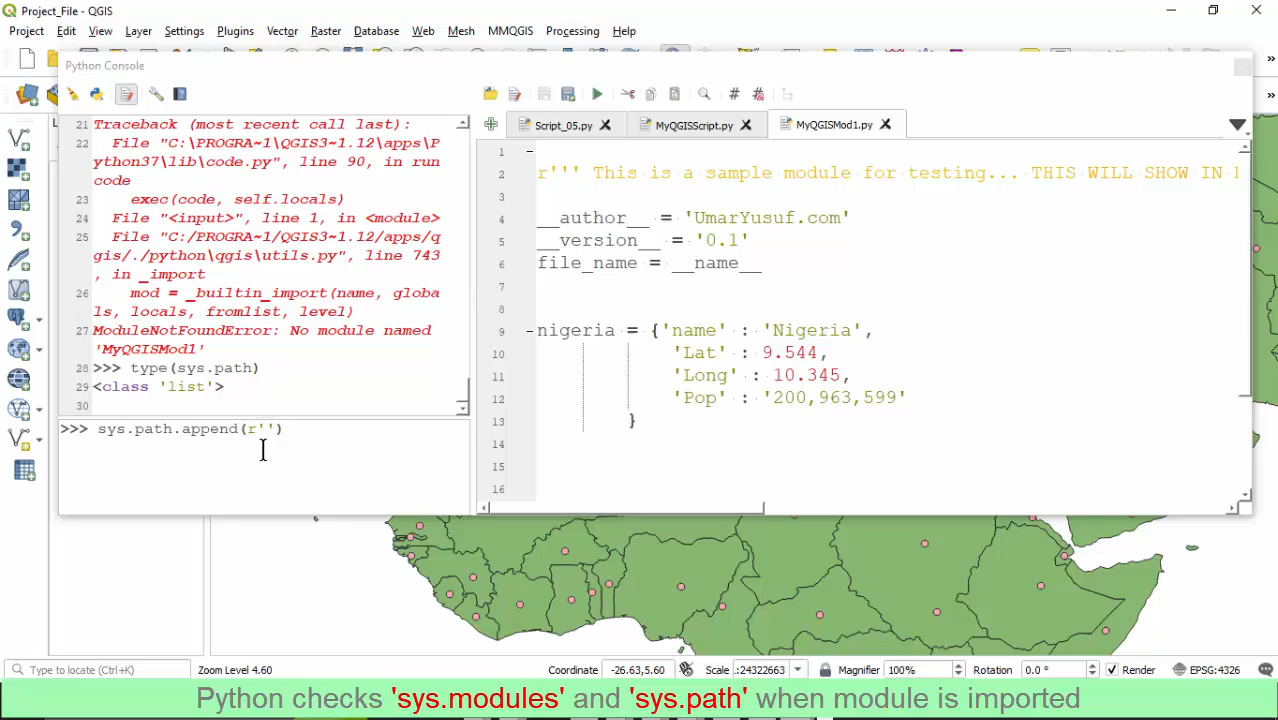 Project_File - QGIS
Project Edit View Layer Settings Plugins Vector Raster Database Web Mesh MMQGIS Processing Help
Python Console
Script_05.py MyQGISScript.py MyQGISMod1.py
21 Traceback (most recent call last):
22 File "C:\PROGRA~1\QGIS3~1.12\apps\P
ython37\lib\code.py", line 90, in run
code
23 exec(code, self.locals)
24 File "<input>", line 1, in <module>
25 File "C:/PROGRA~1/QGIS3~1.12/apps/q
gis/./python\qgis\utils.py", line 743
, in _import
26 mod = _builtin_import(name, globa
ls, locals, fromlist, level)
27 ModuleNotFoundError: No module named
'MyQGISMod1'
28 >>> type(sys.path)
29 <class 'list'>
30
>>> sys.path.append(r'')
1
2 r''' This is a sample module for testing... THIS WILL SHOW IN
3
4 __author__ = 'UmarYusuf.com'
5 __version__ = '0.1'
6 file_name = __name__
7
8
9 nigeria = {'name' : 'Nigeria',
10 'Lat' : 9.544,
11 'Long' : 10.345,
12 'Pop' : '200,963,599'
13 }
14
15
16
Type to locate (Ctrl+K) Zoom Level 4.60 Coordinate -26.63,5.60 Scale :24322663 Magnifier 100% Rotation 0.0 ° Render EPSG:4326
Python checks 'sys.modules' and 'sys.path' when module is imported